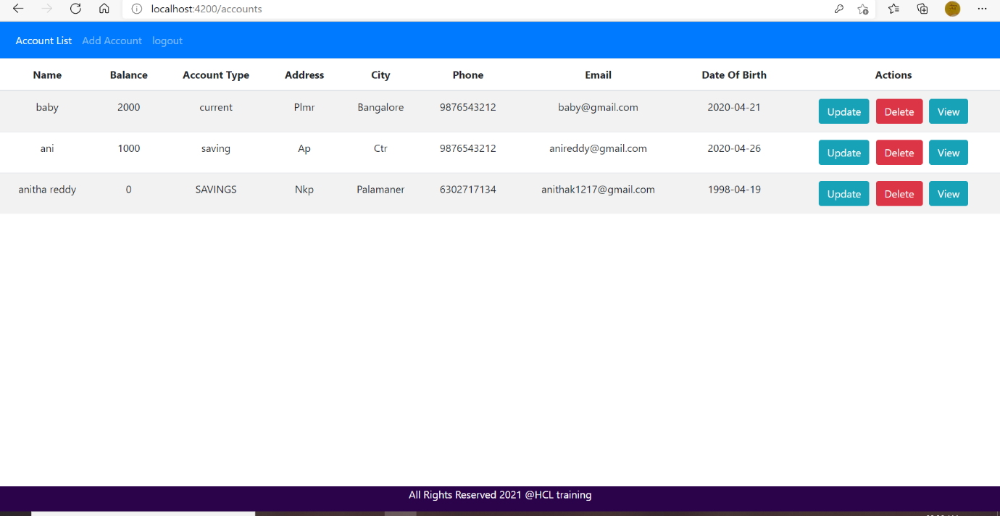 localhost:4200/accounts
Account List Add Account logout
Name Balance Account Type Address City Phone Email Date Of Birth Actions
baby 2000 current Plmr Bangalore 9876543212 baby@gmail.com 2020-04-21 Update Delete View
ani 1000 saving Ap Ctr 9876543212 anireddy@gmail.com 2020-04-26 Update Delete View
anitha reddy 0 SAVINGS Nkp Palamaner 6302717134 anithak1217@gmail.com 1998-04-19 Update Delete View
All Rights Reserved 2021 @HCL training